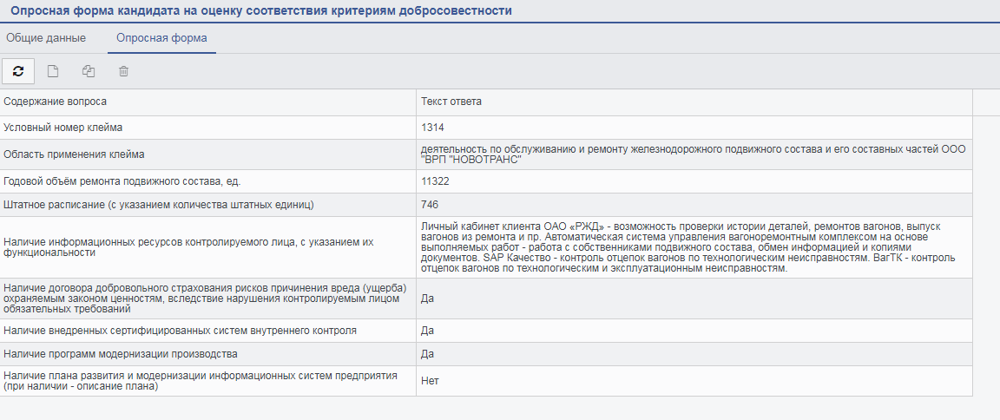 Опросная форма кандидата на оценку соответствия критериям добросовестности
Общие данные
Опросная форма
Содержание вопроса
Текст ответа
Условный номер клейма
1314
Область применения клейма
деятельность по обслуживанию и ремонту железнодорожного подвижного состава и его составных частей ООО
"ВРП "НОВОТРАНС"
Годовой объём ремонта подвижного состава, ед.
11322
Штатное расписание (с указанием количества штатных единиц)
746
Наличие информационных ресурсов контролируемого лица, с указанием их
функциональности
Личный кабинет клиента ОАО «РЖД» - возможность проверки истории деталей, ремонтов вагонов, выпуск
вагонов из ремонта и пр. Автоматическая система управления вагоноремонтным комплексом на основе
выполняемых работ - работа с собственниками подвижного состава, обмен информацией и копиями
документов. SAP Качество - контроль отцепок вагонов по технологическим неисправностям. ВагТК - контроль
отцепок вагонов по технологическим и эксплуатационным неисправностям.
Наличие договора добровольного страхования рисков причинения вреда (ущерба)
охраняемым законом ценностям, вследствие нарушения контролируемым лицом
обязательных требований
Да
Наличие внедренных сертифицированных систем внутреннего контроля
Да
Наличие программ модернизации производства
Да
Наличие плана развития и модернизации информационных систем предприятия
(при наличии - описание плана)
Нет